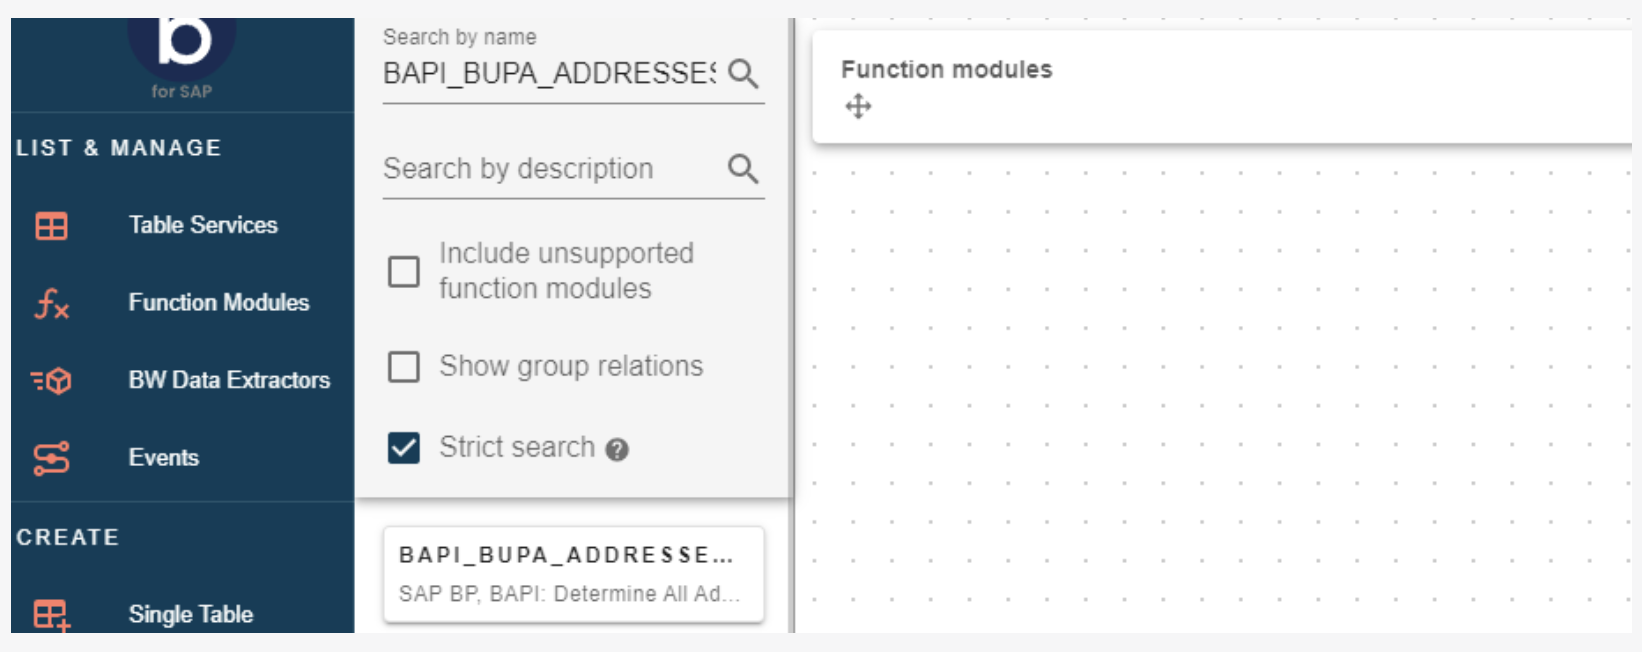 b
for SAP
LIST & MANAGE
Table Services
Function Modules
BW Data Extractors
Events
CREATE
Single Table
Search by name
BAPI_BUPA_ADDRESSES
Search by description
Include unsupported
function modules
Show group relations
Strict search ?
BAPI_BUPA_ADDRESSE...
SAP BP, BAPI: Determine All Ad...
Function modules